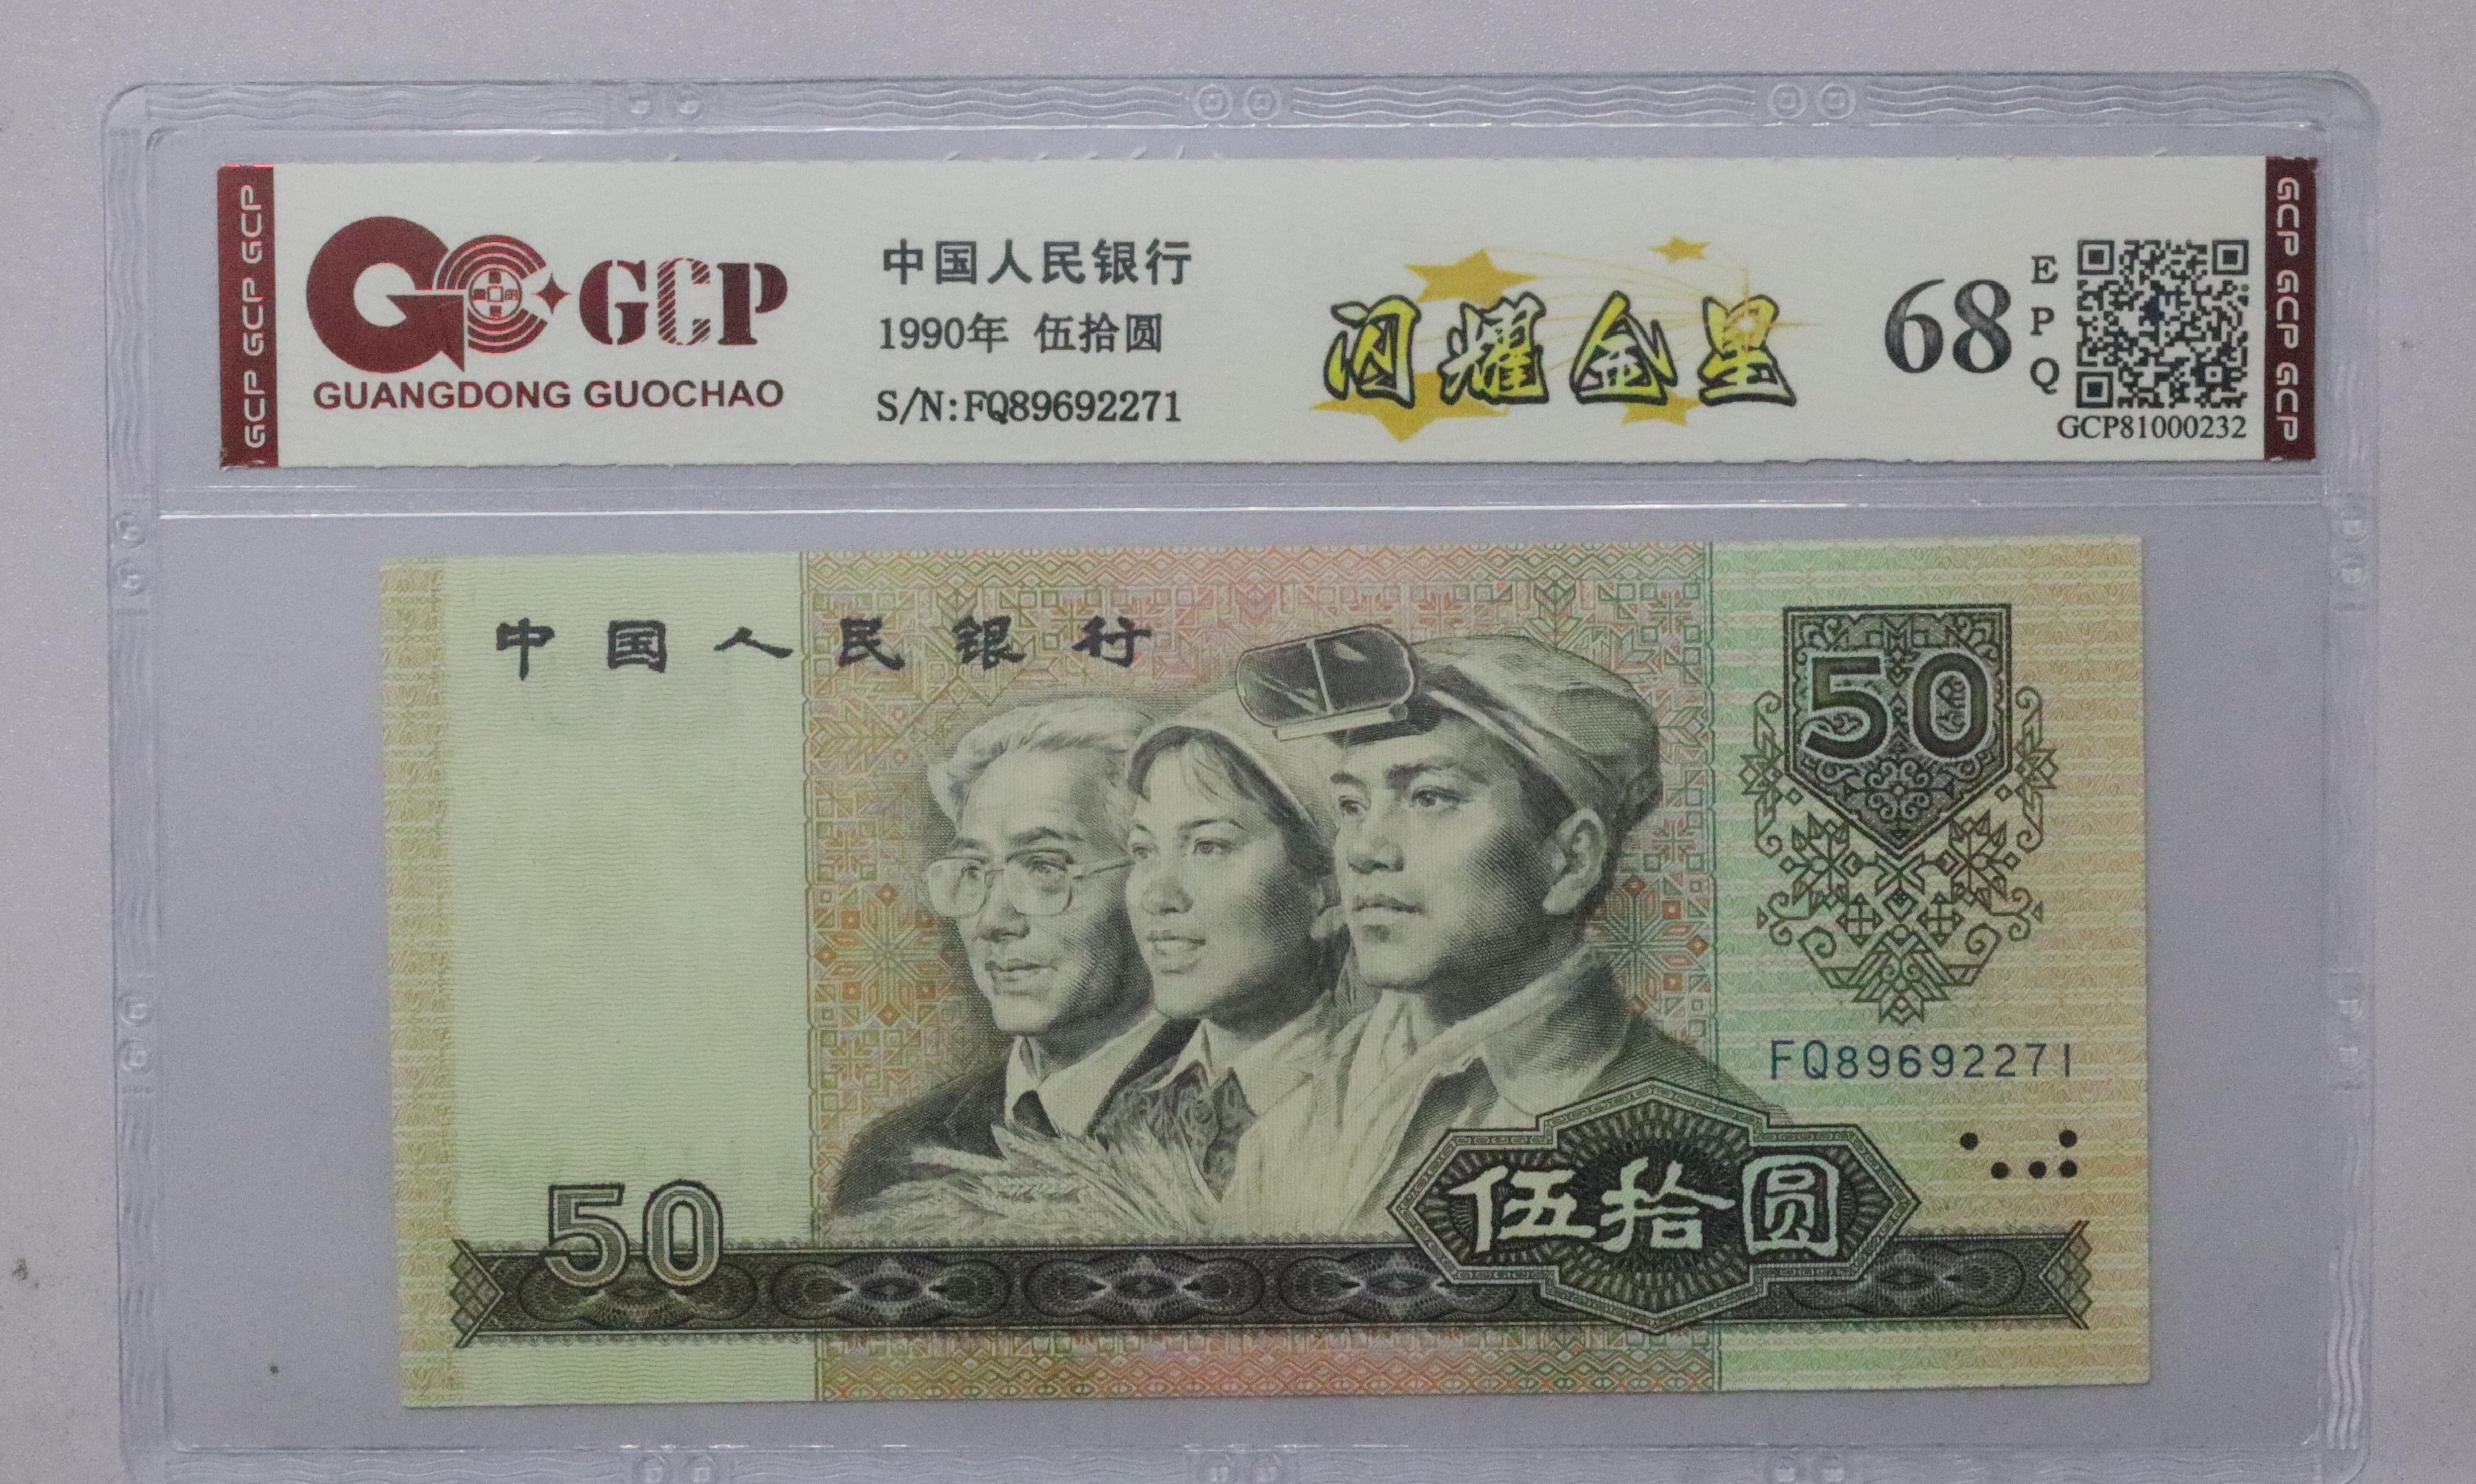 GCP GCP GCP
GCP
GUANGDONG GUOCHAO
中国人民银行
1990年 伍拾圆
S/N:FQ89692271
闪耀金星
68
EPQ
GCP81000232
GCP GCP GCP
中国人民银行
50
FQ89692271
50
伍拾圆